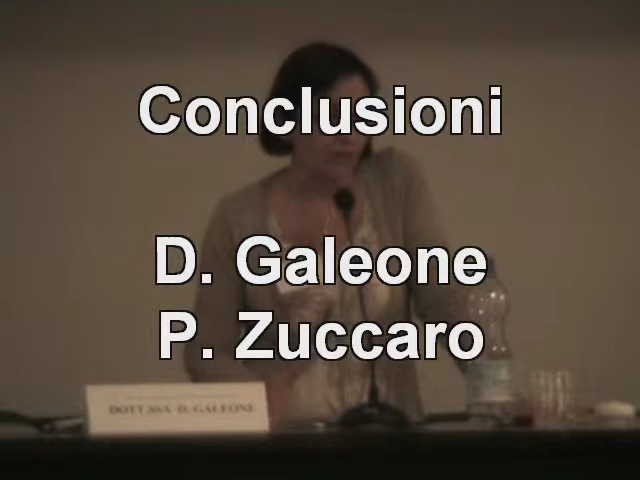 Conclusioni
D. Galeone
P. Zuccaro
DOTT.SSA D. GALEONE